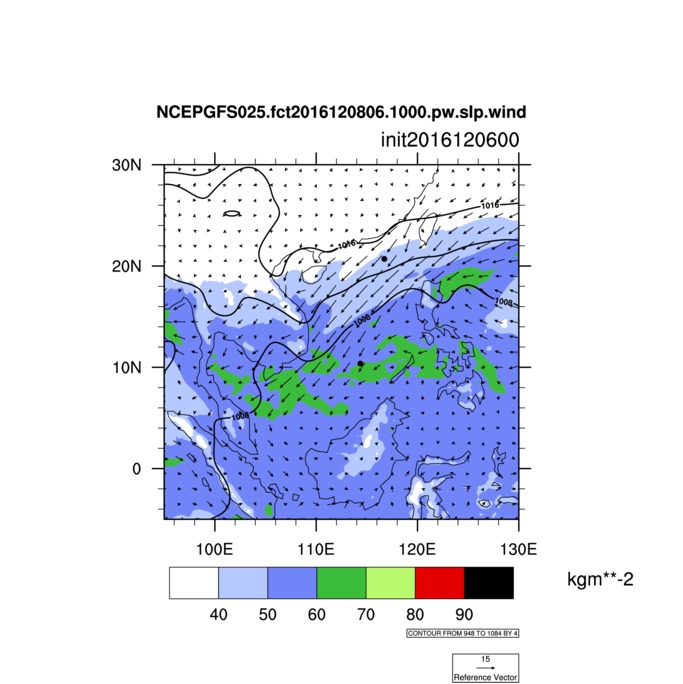 NCEPGFS025.fct2016120806.1000.pw.slp.wind
init2016120600
30N
1016
1016
20N
1008
1008
10N
1008
0
100E 110E 120E 130E
kgm**-2
40 50 60 70 80 90
CONTOUR FROM 948 TO 1084 BY 4
15
Reference Vector